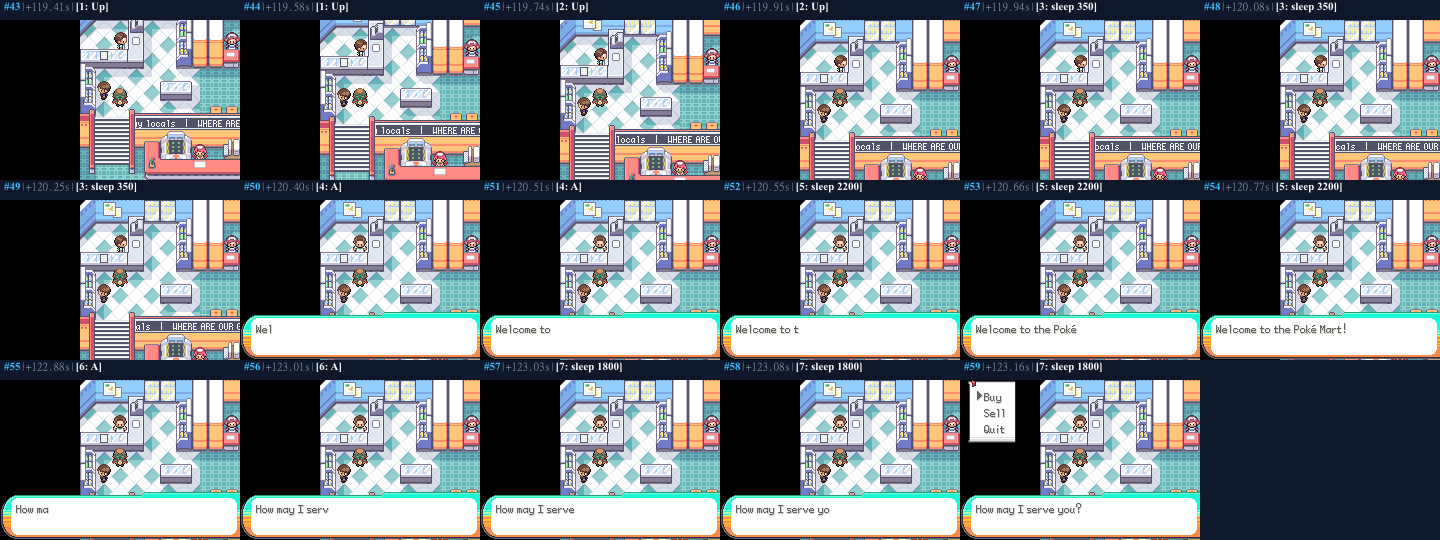 #43 | +119.41s | [1: Up]
#44 | +119.58s | [1: Up]
#45 | +119.74s | [2: Up]
#46 | +119.91s | [2: Up]
#47 | +119.94s | [3: sleep 350]
#48 | +120.08s | [3: sleep 350]
y locals | WHERE ARE
locals | WHERE ARE
locals | WHERE ARE OU
ocals | WHERE ARE OUR
ocals | WHERE ARE OUR
cals | WHERE ARE OUR
#49 | +120.25s | [3: sleep 350]
#50 | +120.40s | [4: A]
#51 | +120.51s | [4: A]
#52 | +120.55s | [5: sleep 2200]
#53 | +120.66s | [5: sleep 2200]
#54 | +120.77s | [5: sleep 2200]
als | WHERE ARE OUR
Wel
Welcome to
Welcome to t
Welcome to the Poké
Welcome to the Poké Mart!
#55 | +122.88s | [6: A]
#56 | +123.01s | [6: A]
#57 | +123.03s | [7: sleep 1800]
#58 | +123.08s | [7: sleep 1800]
#59 | +123.16s | [7: sleep 1800]
Buy
Sell
Quit
How ma
How may I serv
How may I serve
How may I serve yo
How may I serve you?